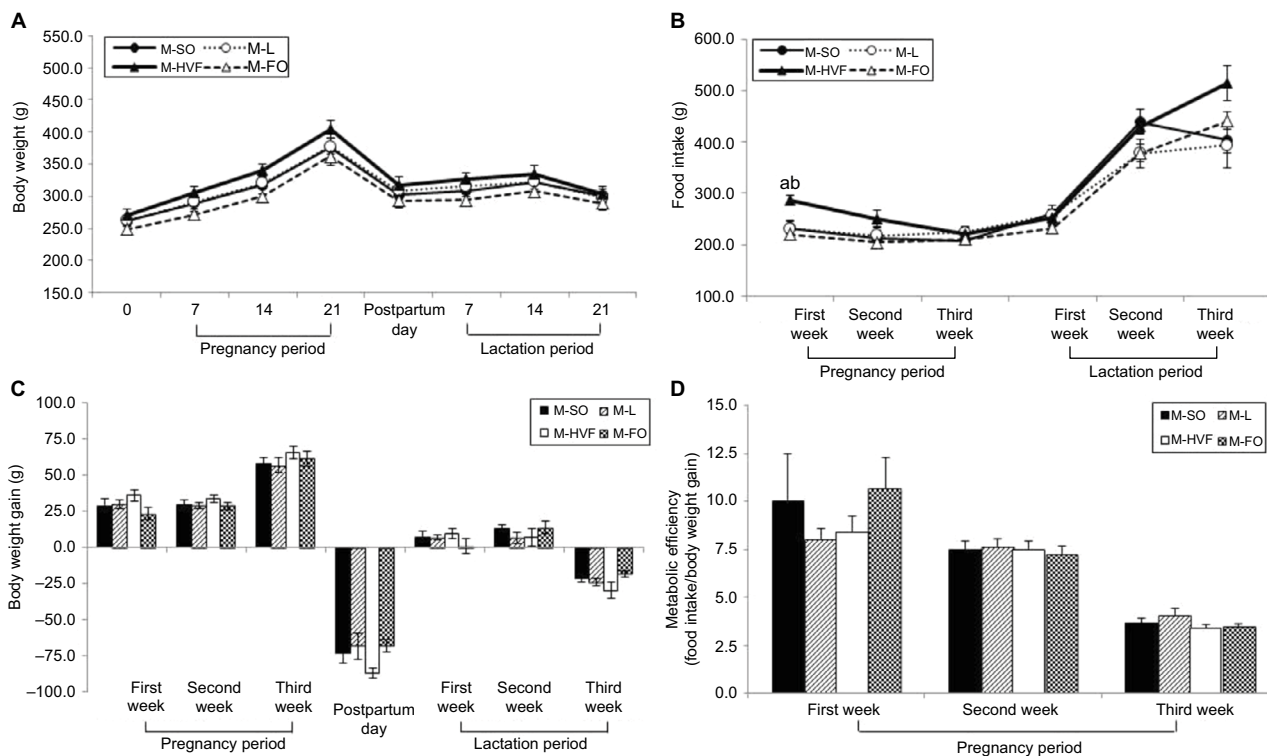 A
550.0
500.0
450.0
400.0
350.0
300.0
250.0
200.0
150.0
Body weight (g)
M-SO M-L
M-HVF M-FO
0 7 14 21 Postpartum day 7 14 21
Pregnancy period Lactation period
B
600.0
500.0
400.0
300.0
200.0
100.0
Food intake (g)
M-SO M-L
M-HVF M-FO
ab
First week Second week Third week First week Second week Third week
Pregnancy period Lactation period
C
100.0
75.0
50.0
25.0
0.0
−25.0
−50.0
−75.0
−100.0
Body weight gain (g)
M-SO M-L
M-HVF M-FO
First week Second week Third week Postpartum day First week Second week Third week
Pregnancy period Lactation period
D
15.0
12.5
10.0
7.5
5.0
2.5
0.0
Metabolic efficiency
(food intake/body weight gain)
M-SO M-L
M-HVF M-FO
First week Second week Third week
Pregnancy period